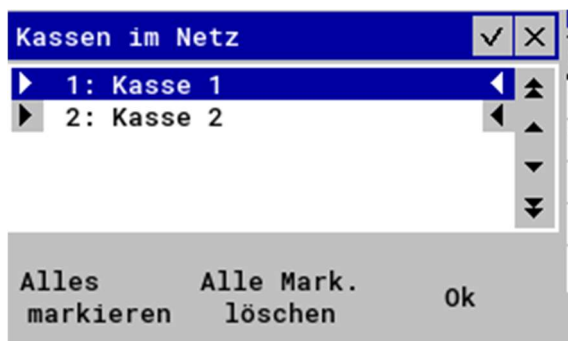 Kassen im Netz
1: Kasse 1
2: Kasse 2
Alles markieren
Alle Mark. löschen
Ok